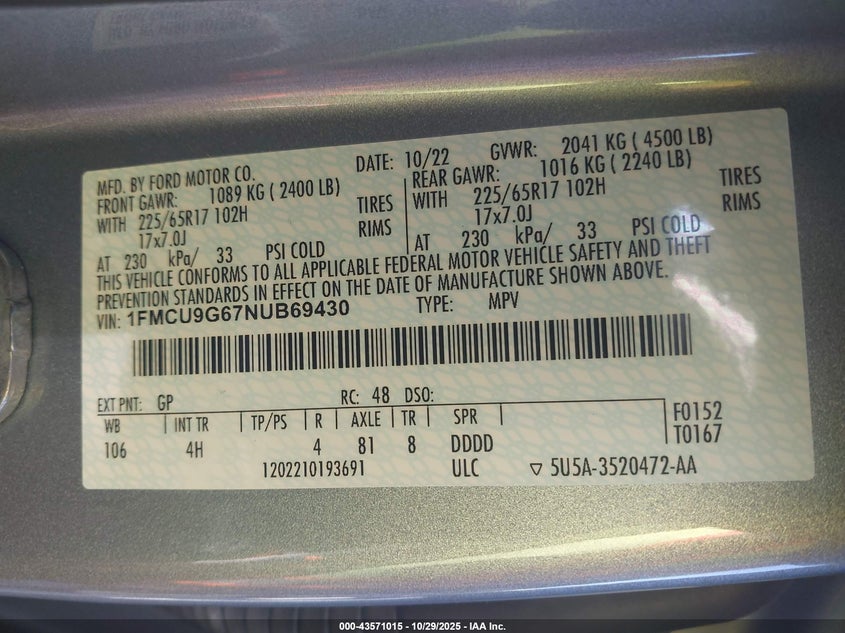 MFD. BY FORD MOTOR CO.
DATE: 10/22 GVWR: 2041 KG ( 4500 LB)
FRONT GAWR: 1089 KG ( 2400 LB)
REAR GAWR: 1016 KG ( 2240 LB)
WITH 225/65R17 102H TIRES
WITH 225/65R17 102H TIRES
17x7.0J RIMS
17x7.0J RIMS
AT 230 kPa/ 33 PSI COLD
AT 230 kPa/ 33 PSI COLD
THIS VEHICLE CONFORMS TO ALL APPLICABLE FEDERAL MOTOR VEHICLE SAFETY AND THEFT
PREVENTION STANDARDS IN EFFECT ON THE DATE OF MANUFACTURE SHOWN ABOVE.
VIN: 1FMCU9G67NUB69430 TYPE: MPV
EXT PNT: GP RC: 48 DSO:
WB INT TR TP/PS R AXLE TR SPR F0152
106 4H 4 81 8 DDDD T0167
1202210193691 ULC ▽ 5U5A-3520472-AA
000-43571015 - 10/29/2025 - IAA Inc.